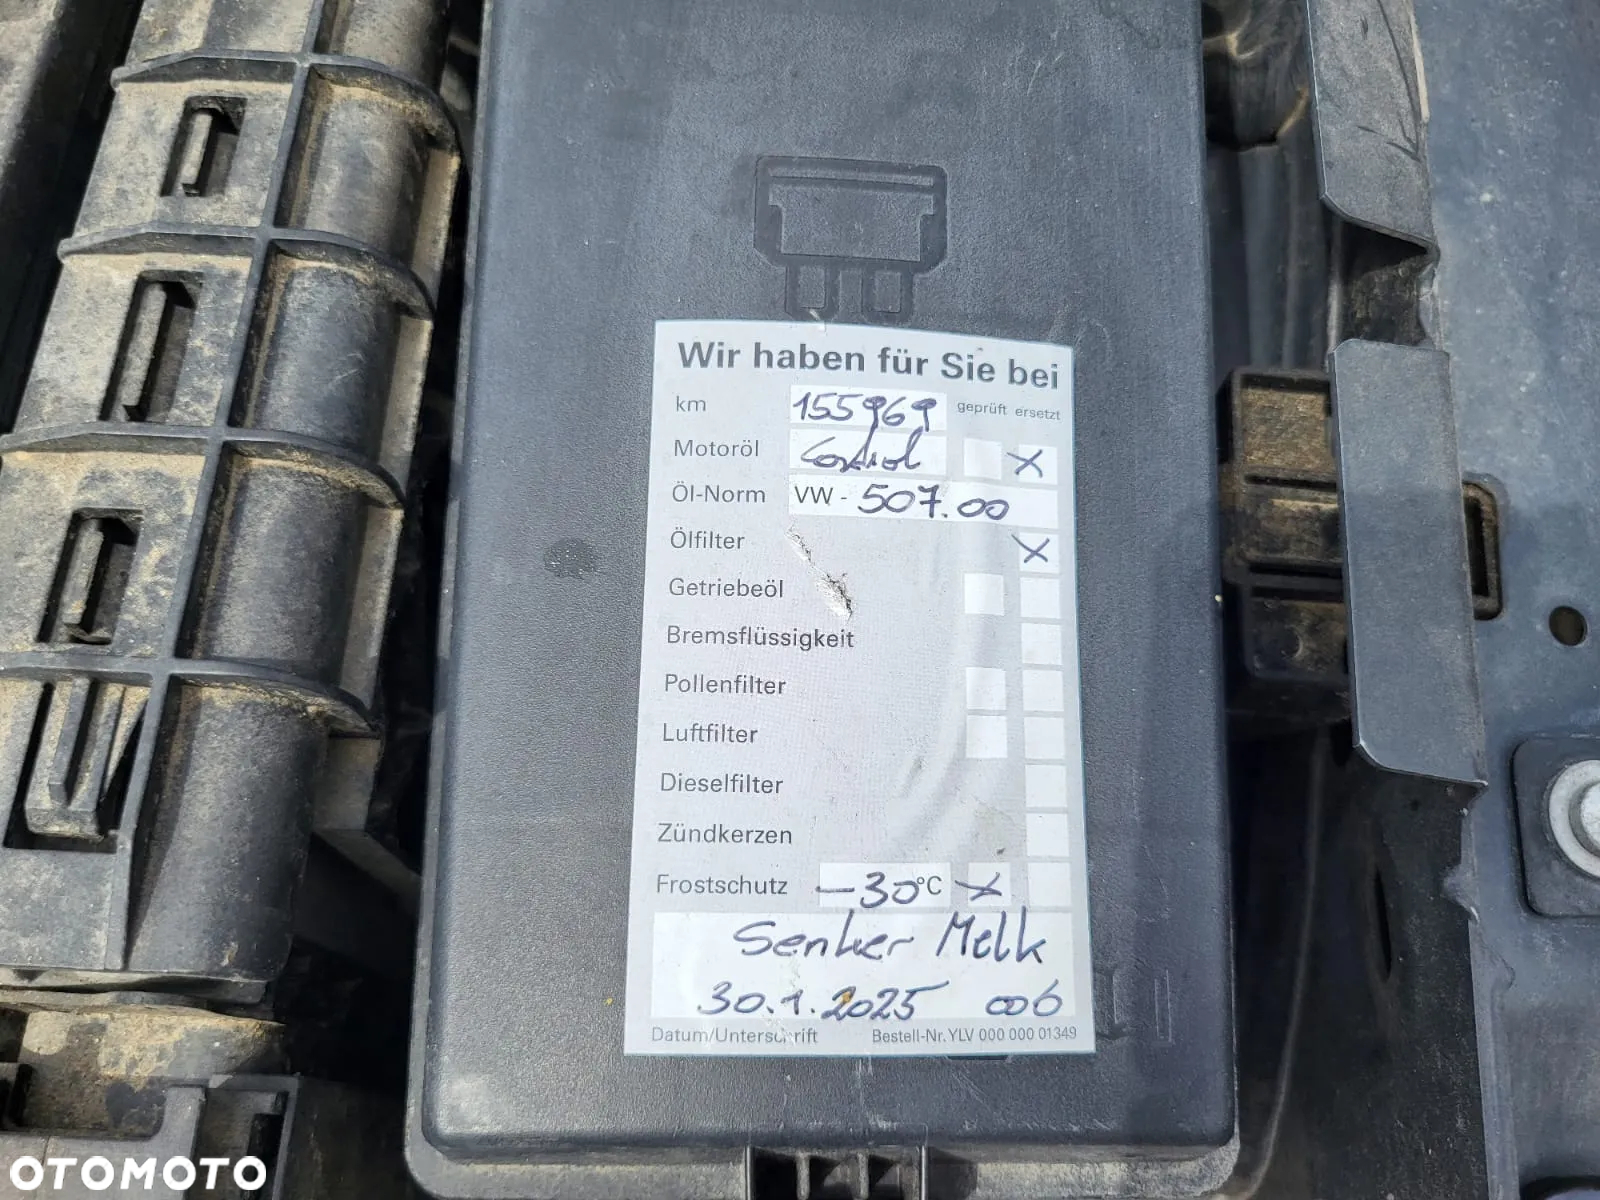 Wir haben für Sie bei
km 155969 geprüft ersetzt
Motoröl Castrol X
Öl-Norm VW - 507.00
Ölfilter X
Getriebeöl
Bremsflüssigkeit
Pollenfilter
Luftfilter
Dieselfilter
Zündkerzen
Frostschutz -30 °C X
Senker Melk
30.1.2025 006
Datum/Unterschrift Bestell-Nr. YLV 000 000 01349
OTOMOTO